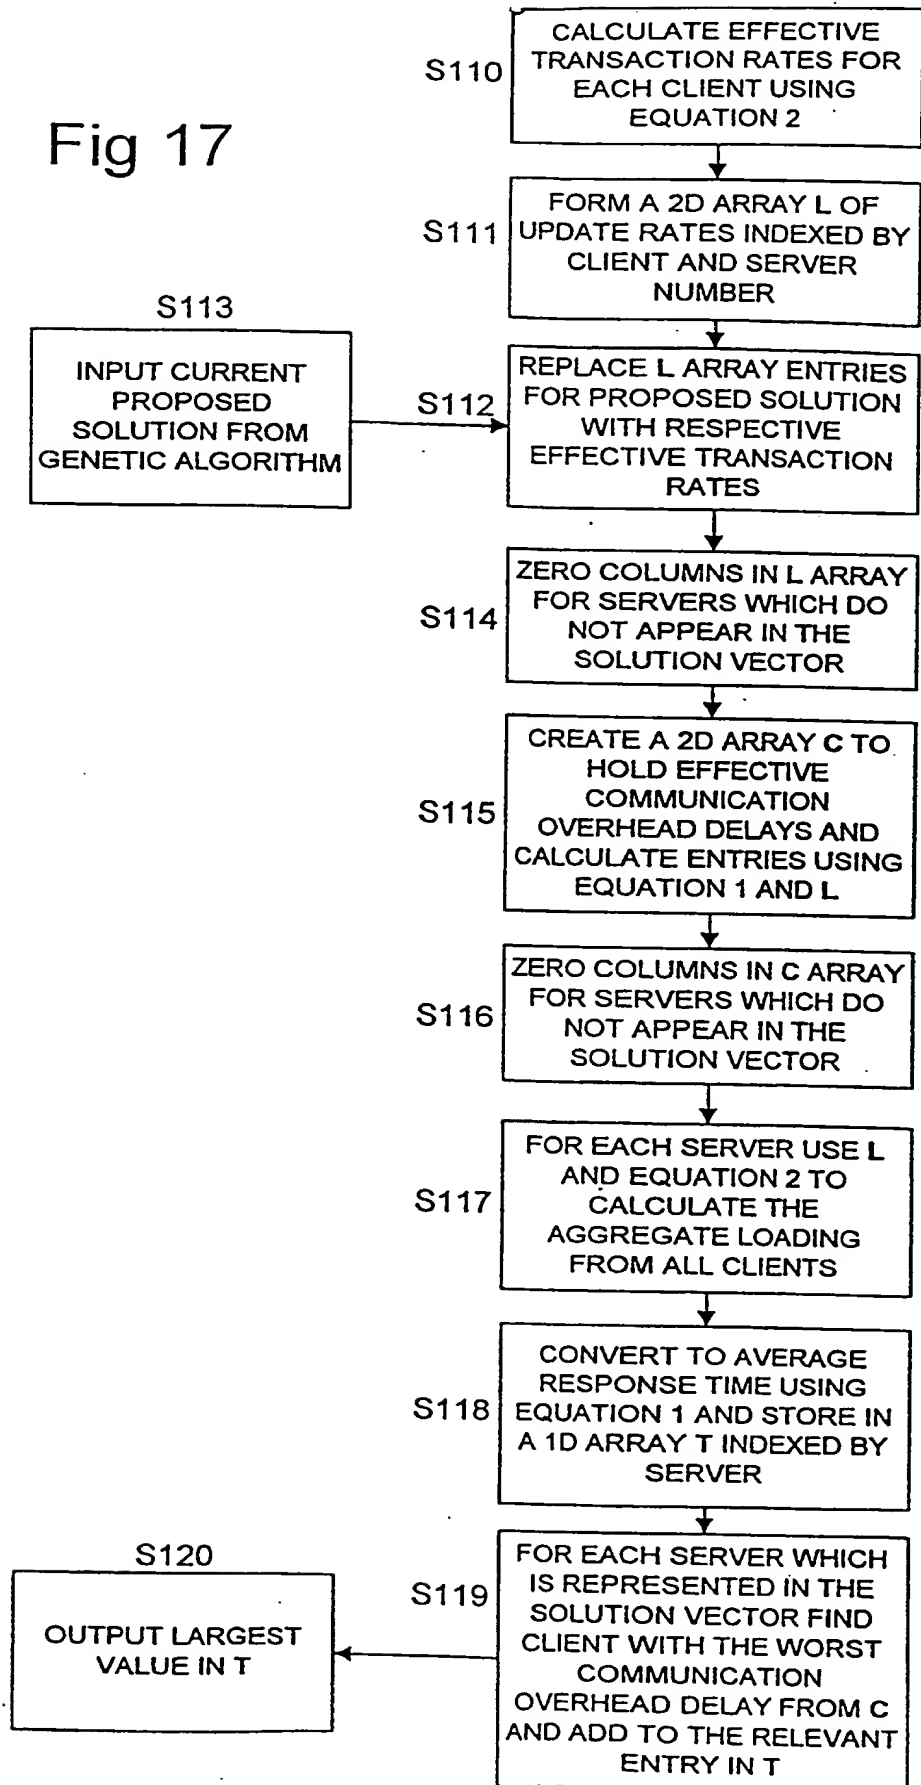 Fig 17
S110
CALCULATE EFFECTIVE
TRANSACTION RATES FOR
EACH CLIENT USING
EQUATION 2
S111
FORM A 2D ARRAY L OF
UPDATE RATES INDEXED BY
CLIENT AND SERVER
NUMBER
S113
INPUT CURRENT
PROPOSED
SOLUTION FROM
GENETIC ALGORITHM
S112
REPLACE L ARRAY ENTRIES
FOR PROPOSED SOLUTION
WITH RESPECTIVE
EFFECTIVE TRANSACTION
RATES
S114
ZERO COLUMNS IN L ARRAY
FOR SERVERS WHICH DO
NOT APPEAR IN THE
SOLUTION VECTOR
S115
CREATE A 2D ARRAY C TO
HOLD EFFECTIVE
COMMUNICATION
OVERHEAD DELAYS AND
CALCULATE ENTRIES USING
EQUATION 1 AND L
S116
ZERO COLUMNS IN C ARRAY
FOR SERVERS WHICH DO
NOT APPEAR IN THE
SOLUTION VECTOR
S117
FOR EACH SERVER USE L
AND EQUATION 2 TO
CALCULATE THE
AGGREGATE LOADING
FROM ALL CLIENTS
S118
CONVERT TO AVERAGE
RESPONSE TIME USING
EQUATION 1 AND STORE IN
A 1D ARRAY T INDEXED BY
SERVER
S119
FOR EACH SERVER WHICH
IS REPRESENTED IN THE
SOLUTION VECTOR FIND
CLIENT WITH THE WORST
COMMUNICATION
OVERHEAD DELAY FROM C
AND ADD TO THE RELEVANT
ENTRY IN T
S120
OUTPUT LARGEST
VALUE IN T